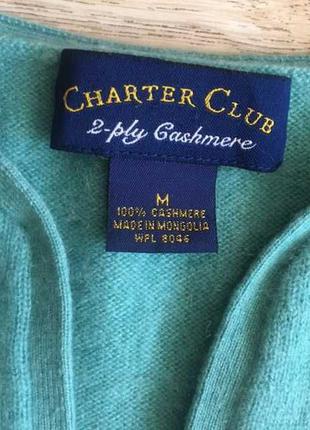 CHARTER CLUB
2-ply Cashmere
M
100% CASHMERE
MADE IN MONGOLIA
WPL 8046